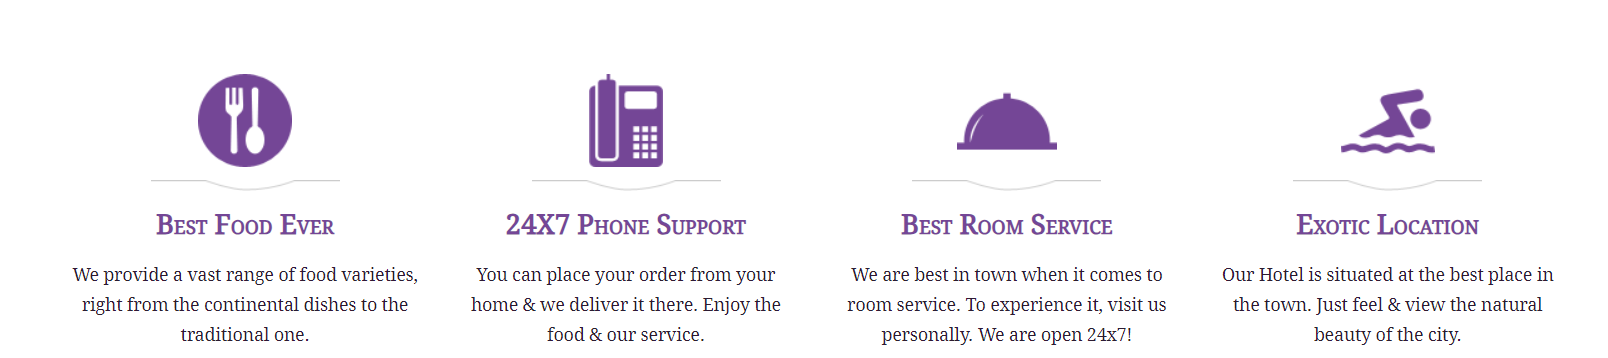 Best Food Ever
We provide a vast range of food varieties,
right from the continental dishes to the
traditional one.
24X7 Phone Support
You can place your order from your
home & we deliver it there. Enjoy the
food & our service.
Best Room Service
We are best in town when it comes to
room service. To experience it, visit us
personally. We are open 24x7!
Exotic Location
Our Hotel is situated at the best place in
the town. Just feel & view the natural
beauty of the city.